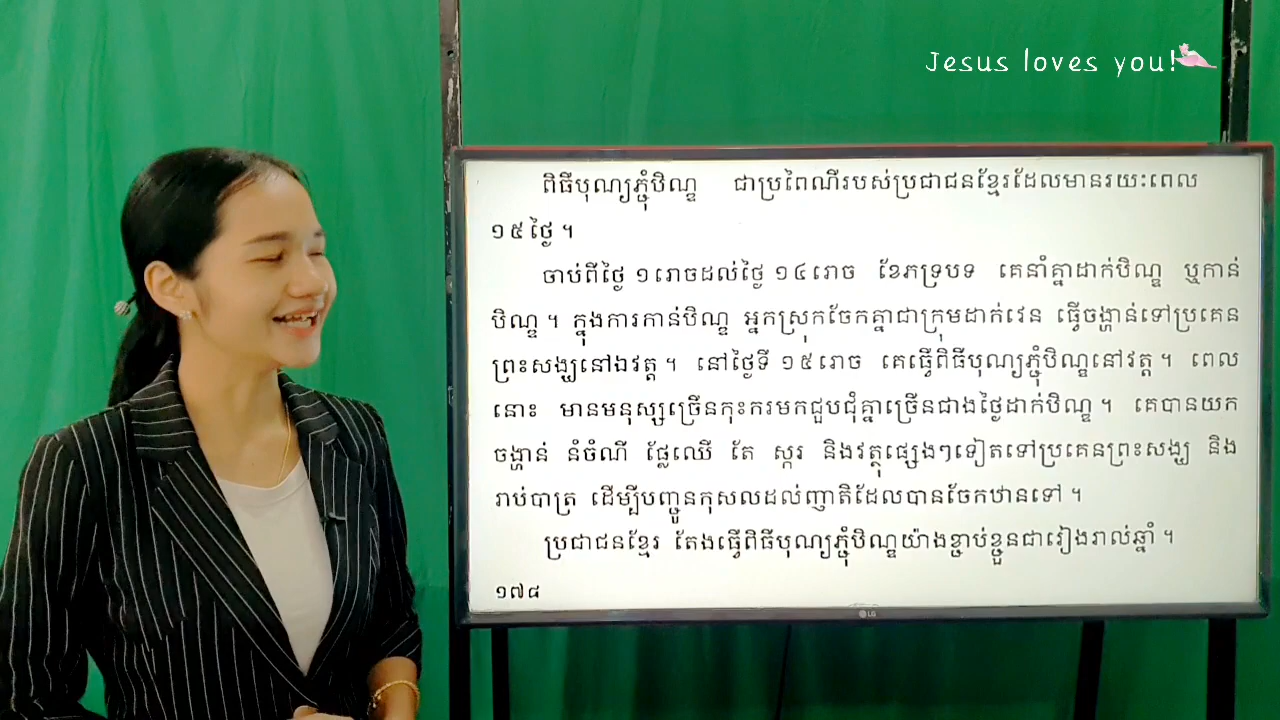 Jesus loves you!
ពិធីបុណ្យភ្ជុំបិណ្ឌ ជាប្រពៃណីរបស់ប្រជាជនខ្មែរដែលមានរយះពេល
១៥ ថ្ងៃ ។
ចាប់ពីថ្ងៃ ១រោចដល់ថ្ងៃ ១៤រោច ខែភទ្របទ គេនាំគ្នាដាក់បិណ្ឌ ឬកាន់
បិណ្ឌ ។ ក្នុងការកាន់បិណ្ឌ អ្នកស្រុកចែកគ្នាជាក្រុមដាក់វេន ធ្វើចង្ហាន់ទៅប្រគេន
ព្រះសង្ឃនៅឯវត្ត ។ នៅថ្ងៃទី ១៥រោច គេធ្វើពិធីបុណ្យភ្ជុំបិណ្ឌនៅវត្ត ។ ពេល
នោះ មានមនុស្សច្រើនកុះករមកជួបជុំគ្នាច្រើនជាងថ្ងៃដាក់បិណ្ឌ ។ គេបានយក
ចង្ហាន់ នំចំណី ផ្លែឈើ តែ ស្ករ និងវត្ថុផ្សេងៗទៀតទៅប្រគេនព្រះសង្ឃ និង
រាប់បាត្រ ដើម្បីបញ្ជូនកុសលដល់ញាតិដែលបានចែកឋានទៅ ។
ប្រជាជនខ្មែរ តែងធ្វើពិធីបុណ្យភ្ជុំបិណ្ឌយ៉ាងខ្ជាប់ខ្ជួនជារៀងរាល់ឆ្នាំ ។
១៧៨
LG